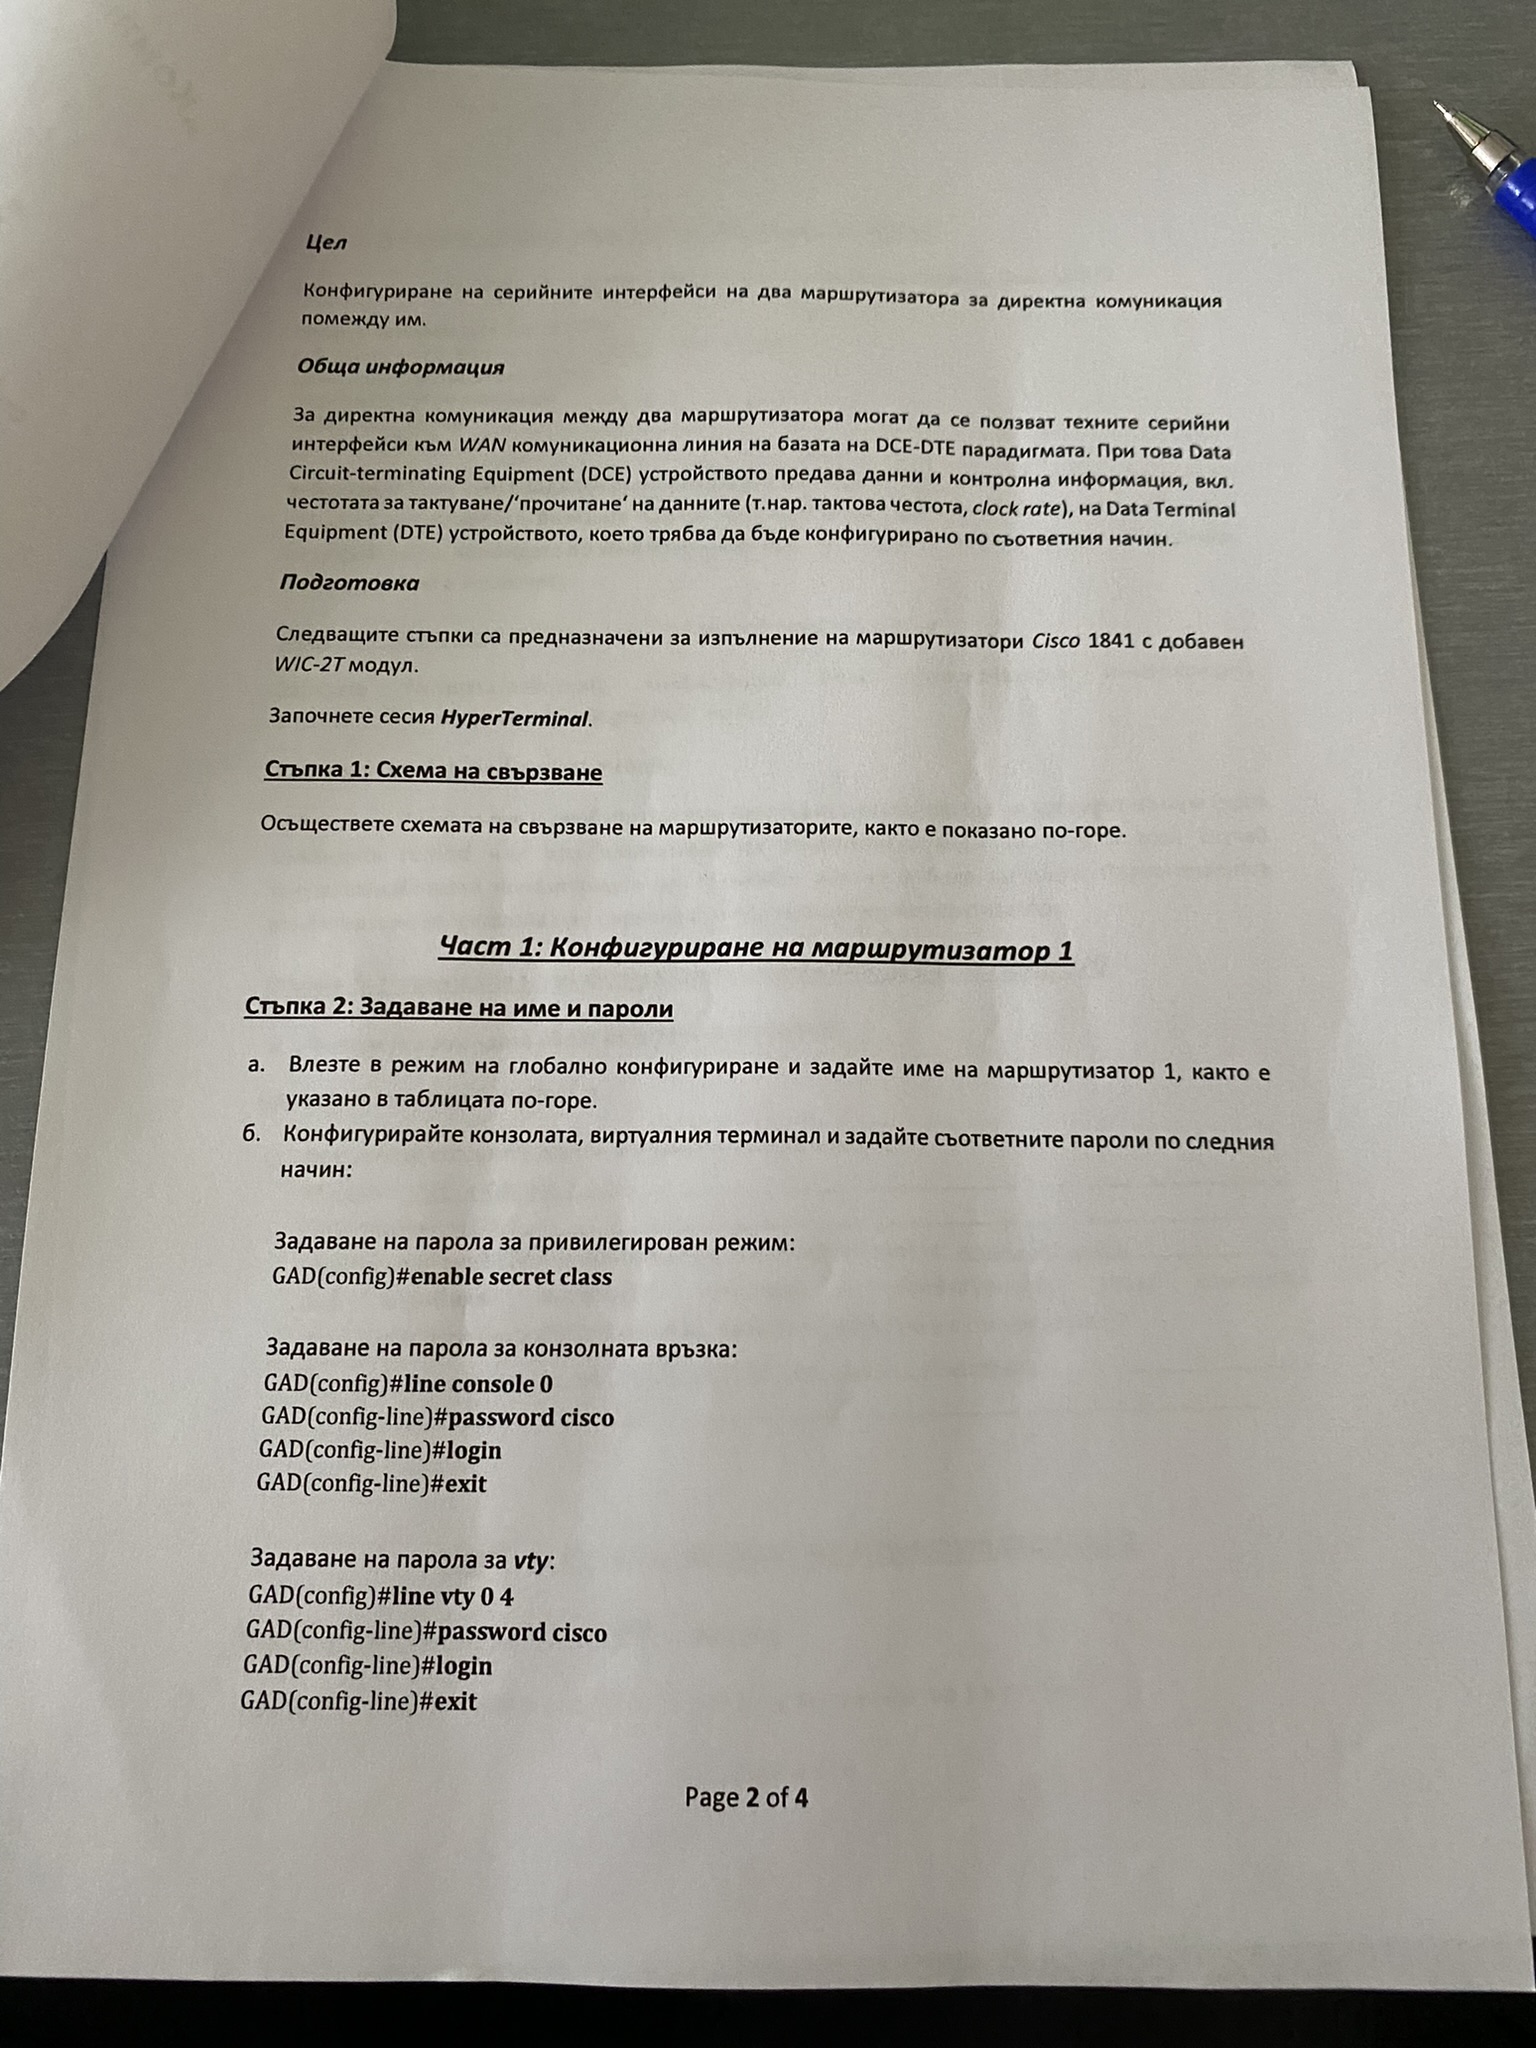 Цел
Конфигуриране на серийните интерфейси на два маршрутизатора за директна комуникация
помежду им.
Обща информация
За директна комуникация между два маршрутизатора могат да се ползват техните серийни
интерфейси към WAN комуникационна линия на базата на DCE-DTE парадигмата. При това Data
Circuit-terminating Equipment (DCE) устройството предава данни и контролна информация, вкл.
честотата за тактуване/‘прочитане‘ на данните (т.нар. тактова честота, clock rate), на Data Terminal
Equipment (DTE) устройството, което трябва да бъде конфигурирано по съответния начин.
Подготовка
Следващите стъпки са предназначени за изпълнение на маршрутизатори Cisco 1841 с добавен
WIC-2T модул.
Започнете сесия HyperTerminal.
Стъпка 1: Схема на свързване
Осъществете схемата на свързване на маршрутизаторите, както е показано по-горе.
Част 1: Конфигуриране на маршрутизатор 1
Стъпка 2: Задаване на име и пароли
а. Влезте в режим на глобално конфигуриране и задайте име на маршрутизатор 1, както е
указано в таблицата по-горе.
б. Конфигурирайте конзолата, виртуалния терминал и задайте съответните пароли по следния
начин:
Задаване на парола за привилегирован режим:
GAD(config)#enable secret class
Задаване на парола за конзолната връзка:
GAD(config)#line console 0
GAD(config-line)#password cisco
GAD(config-line)#login
GAD(config-line)#exit
Задаване на парола за vty:
GAD(config)#line vty 0 4
GAD(config-line)#password cisco
GAD(config-line)#login
GAD(config-line)#exit
Page 2 of 4